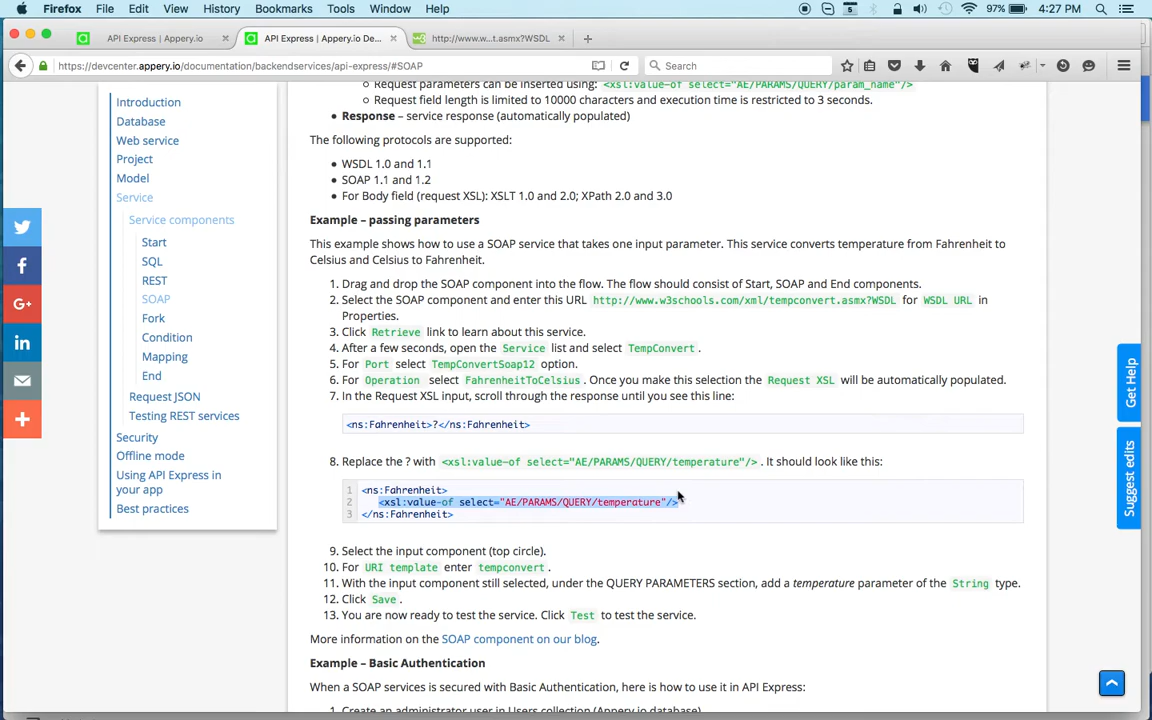 Firefox File Edit View History Bookmarks Tools Window Help 5 97% 4:27 PM
API Express | Appery.io × API Express | Appery.io De... × http://www.w...t.asmx?WSDL × +
https://devcenter.appery.io/documentation/backendservices/api-express/#SOAP Search
Introduction
Database
Web service
Project
Model
Service
Service components
Start
SQL
REST
SOAP
Fork
Condition
Mapping
End
Request JSON
Testing REST services
Security
Offline mode
Using API Express in
your app
Best practices
Request parameters can be inserted using: <xsl:value-of select="AE/PARAMS/QUERY/param_name"/>
Request field length is limited to 10000 characters and execution time is restricted to 3 seconds.
Response – service response (automatically populated)
The following protocols are supported:
WSDL 1.0 and 1.1
SOAP 1.1 and 1.2
For Body field (request XSL): XSLT 1.0 and 2.0; XPath 2.0 and 3.0
Example – passing parameters
This example shows how to use a SOAP service that takes one input parameter. This service converts temperature from Fahrenheit to
Celsius and Celsius to Fahrenheit.
1. Drag and drop the SOAP component into the flow. The flow should consist of Start, SOAP and End components.
2. Select the SOAP component and enter this URL http://www.w3schools.com/xml/tempconvert.asmx?WSDL for WSDL URL in
Properties.
3. Click Retrieve link to learn about this service.
4. After a few seconds, open the Service list and select TempConvert .
5. For Port select TempConvertSoap12 option.
6. For Operation select FahrenheitToCelsius . Once you make this selection the Request XSL will be automatically populated.
7. In the Request XSL input, scroll through the response until you see this line:
<ns:Fahrenheit>?</ns:Fahrenheit>
8. Replace the ? with <xsl:value-of select="AE/PARAMS/QUERY/temperature"/> . It should look like this:
1 <ns:Fahrenheit>
2 <xsl:value-of select="AE/PARAMS/QUERY/temperature"/>
3 </ns:Fahrenheit>
9. Select the input component (top circle).
10. For URI template enter tempconvert .
11. With the input component still selected, under the QUERY PARAMETERS section, add a temperature parameter of the String type.
12. Click Save .
13. You are now ready to test the service. Click Test to test the service.
More information on the SOAP component on our blog.
Example – Basic Authentication
When a SOAP services is secured with Basic Authentication, here is how to use it in API Express:
1. Create an administrator user in Users collection (Appery.io database)
Get Help
Suggest edits